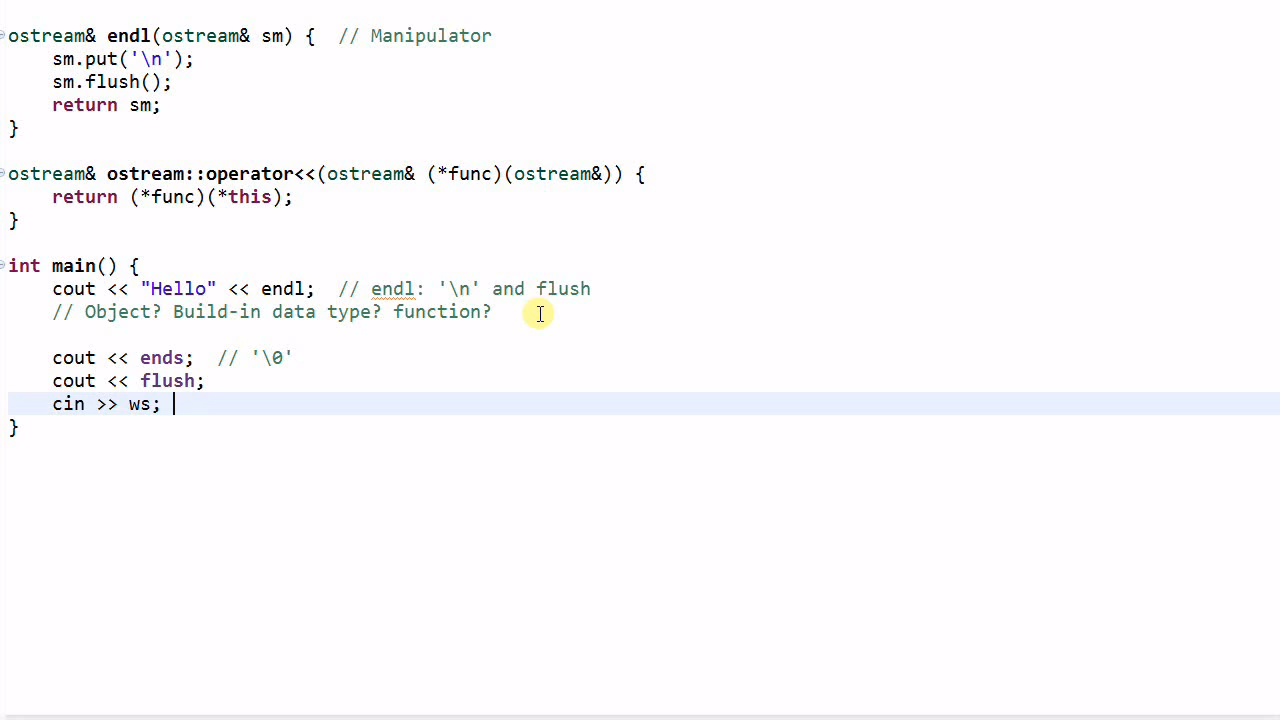 ostream& endl(ostream& sm) {  // Manipulator
    sm.put('\n');
    sm.flush();
    return sm;
}
ostream& ostream::operator<<(ostream& (*func)(ostream&)) {
    return (*func)(*this);
}
int main() {
    cout << "Hello" << endl;  // endl: '\n' and flush
    // Object? Build-in data type? function?
    cout << ends;  // '\0'
    cout << flush;
    cin >> ws;
}